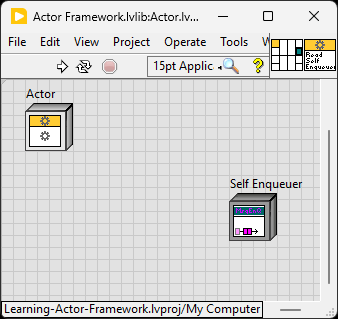 Actor Framework.lvlib:Actor.lv...
File Edit View Project Operate Tools W
Read
Self
Enqueuer
15pt Applic
Actor
Self Enqueuer
Learning-Actor-Framework.lvproj/My Computer